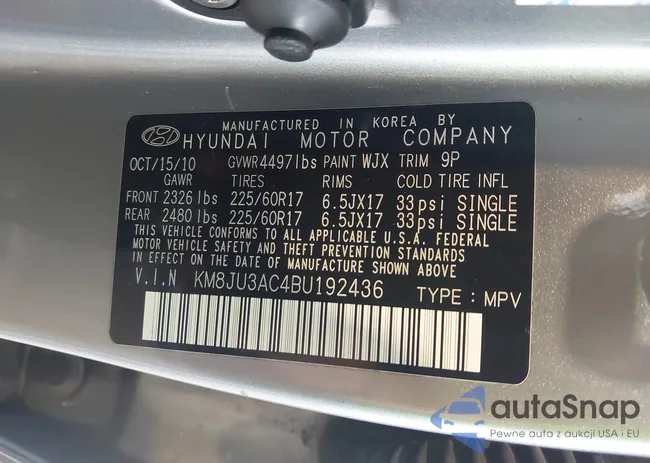 MANUFACTURED IN KOREA BY
HYUNDAI MOTOR COMPANY
OCT/15/10 GVWR4497lbs PAINT WJX TRIM 9P
GAWR TIRES RIMS COLD TIRE INFL
FRONT 2326 lbs 225/60R17 6.5JX17 33psi SINGLE
REAR 2480 lbs 225/60R17 6.5JX17 33psi SINGLE
THIS VEHICLE CONFORMS TO ALL APPLICABLE U.S.A. FEDERAL
MOTOR VEHICLE SAFETY AND THEFT PREVENTION STANDARDS
IN EFFECT ON THE DATE OF MANUFACTURE SHOWN ABOVE.
V.I.N KM8JU3AC4BU192436 TYPE : MPV
autaSnap
Pewne auta z aukcji USA i EU